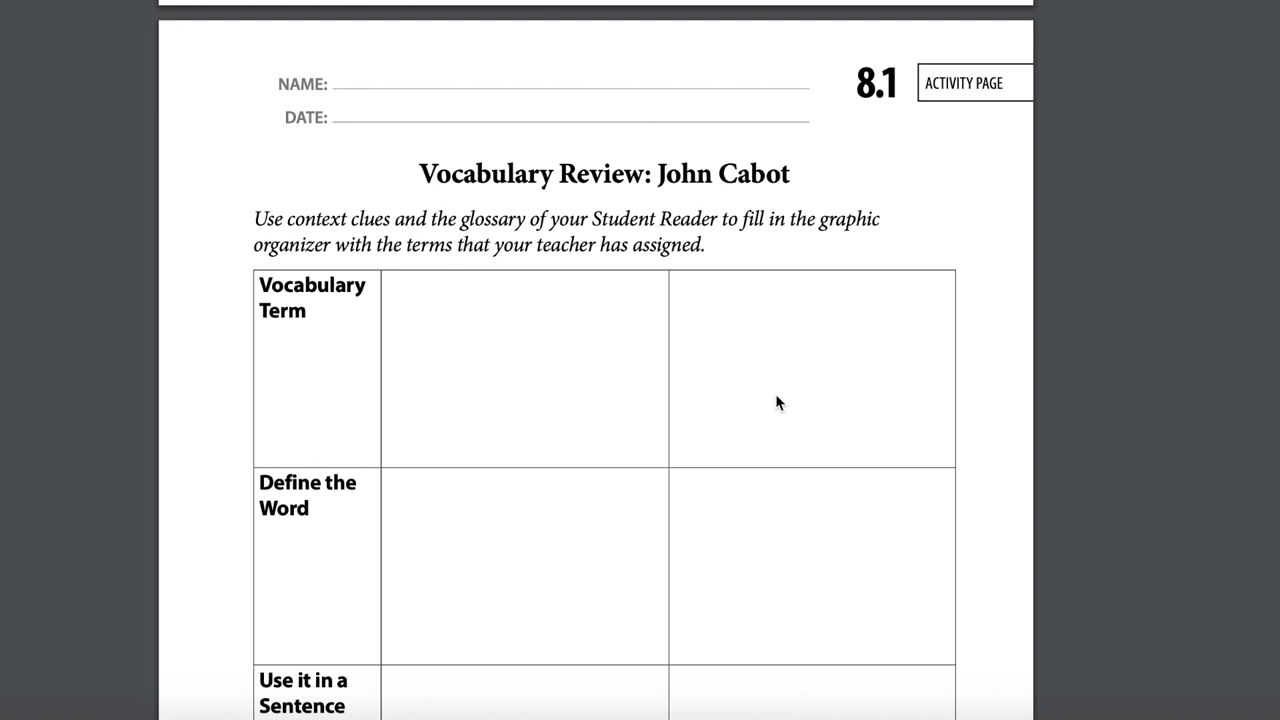 NAME:
8.1
ACTIVITY PAGE
DATE:
Vocabulary Review: John Cabot
Use context clues and the glossary of your Student Reader to fill in the graphic
organizer with the terms that your teacher has assigned.
Vocabulary
Term
Define the
Word
Use it in a
Sentence